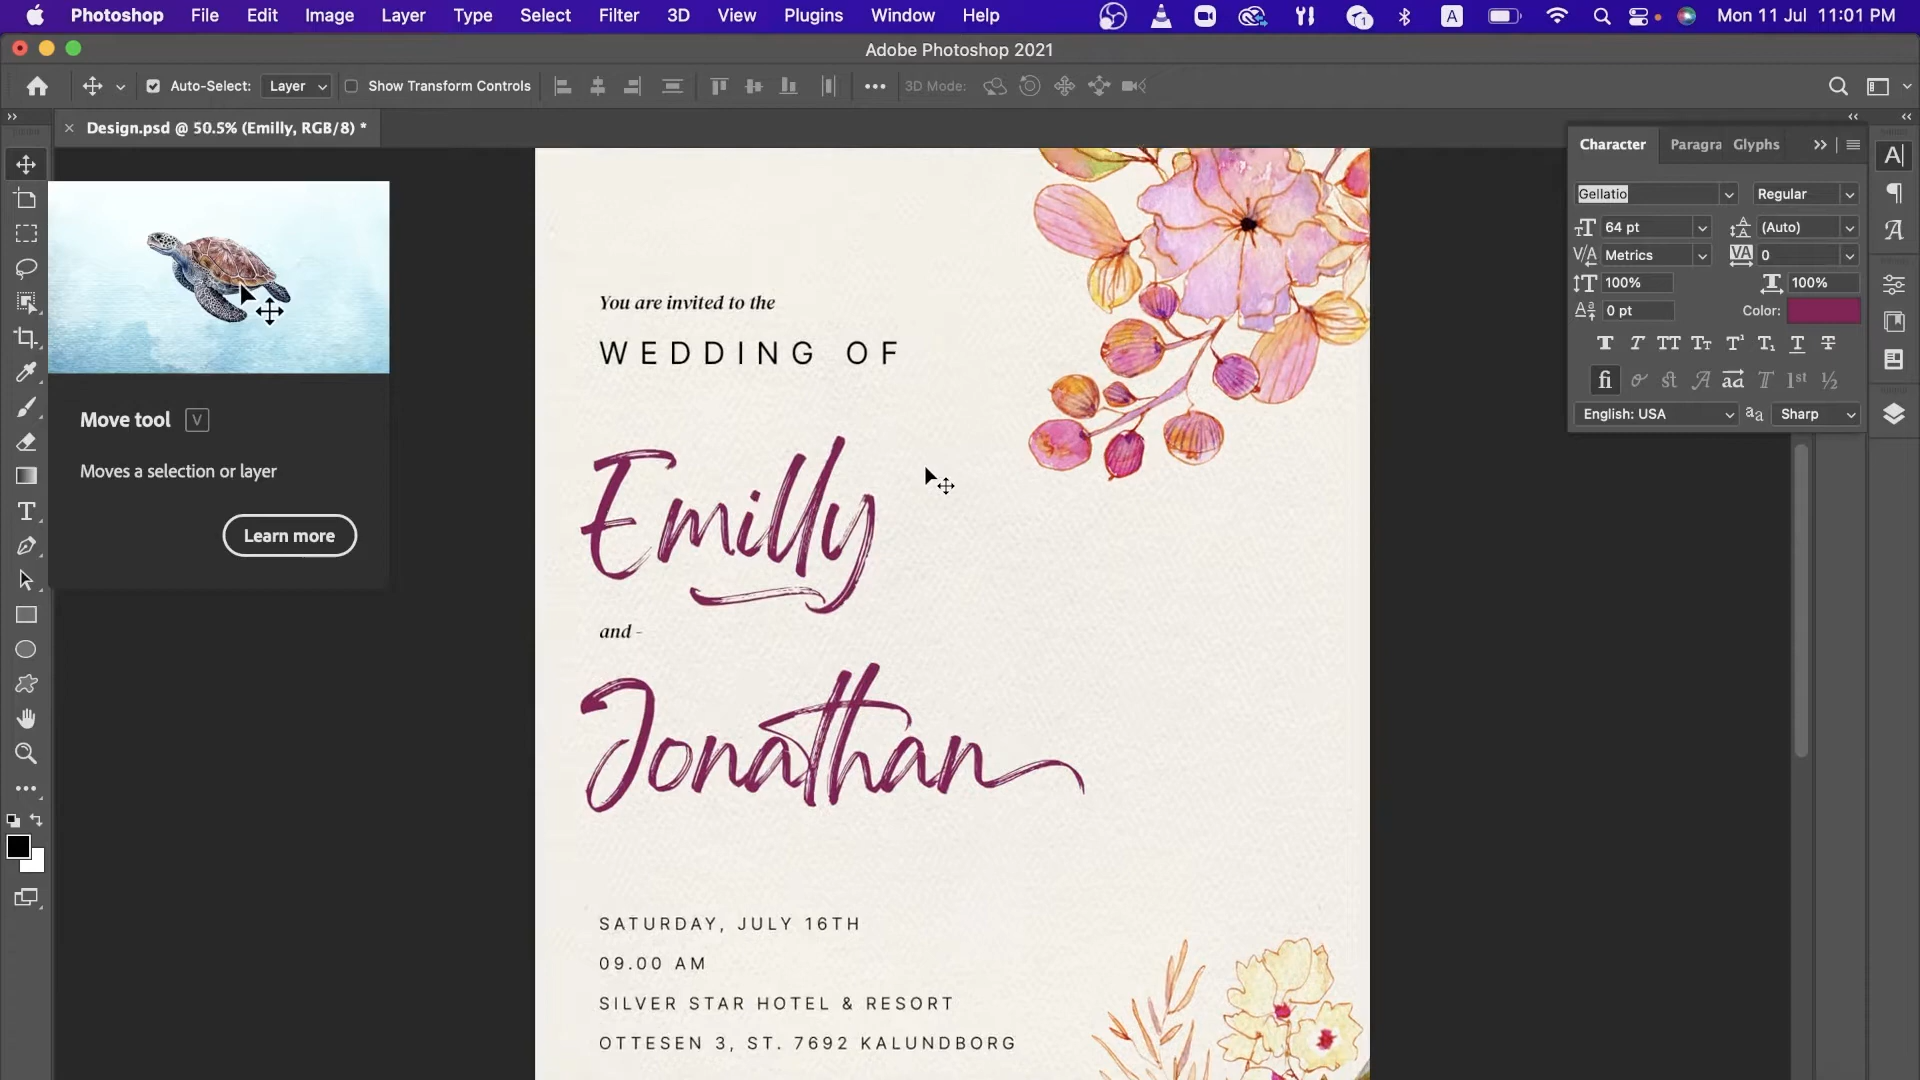 Photoshop File Edit Image Layer Type Select Filter 3D View Plugins Window Help A 1 Mon 11 Jul 11:01 PM
Adobe Photoshop 2021
Auto-Select: Layer Show Transform Controls 3D Mode:
Design.psd @ 50.5% (Emilly, RGB/8) *
Character Paragra Glyphs
Gellatio Regular
64 pt (Auto)
Metrics 0
100% 100%
0 pt Color:
English: USA Sharp
Move tool V
Moves a selection or layer
Learn more
You are invited to the
WEDDING OF
Emilly
and -
Jonathan
SATURDAY, JULY 16TH
09.00 AM
SILVER STAR HOTEL & RESORT
OTTESEN 3, ST. 7692 KALUNDBORG